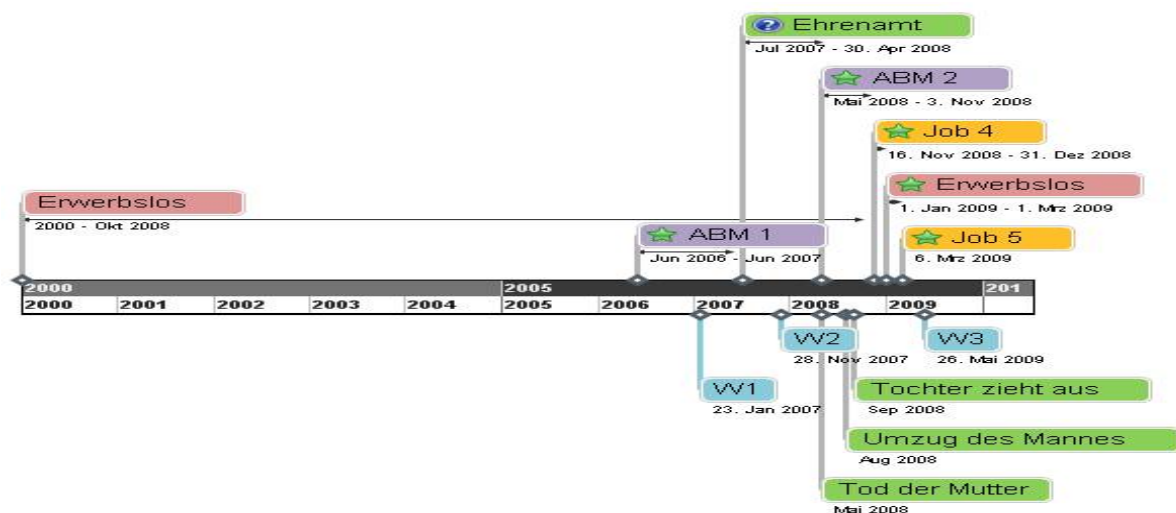 Ehrenamt
Jul 2007 - 30. Apr 2008
ABM 2
Mai 2008 - 3. Nov 2008
Job 4
16. Nov 2008 - 31. Dez 2008
Erwerbslos
1. Jan 2009 - 1. Mrz 2009
Erwerbslos
2000 - Okt 2008
ABM 1
Jun 2006 - Jun 2007
Job 5
6. Mrz 2009
2000 2005 201
2000 2001 2002 2003 2004 2005 2006 2007 2008 2009
W2
28. Nov 2007
W3
26. Mai 2009
W1
23. Jan 2007
Tochter zieht aus
Sep 2008
Umzug des Mannes
Aug 2008
Tod der Mutter
Mai 2008